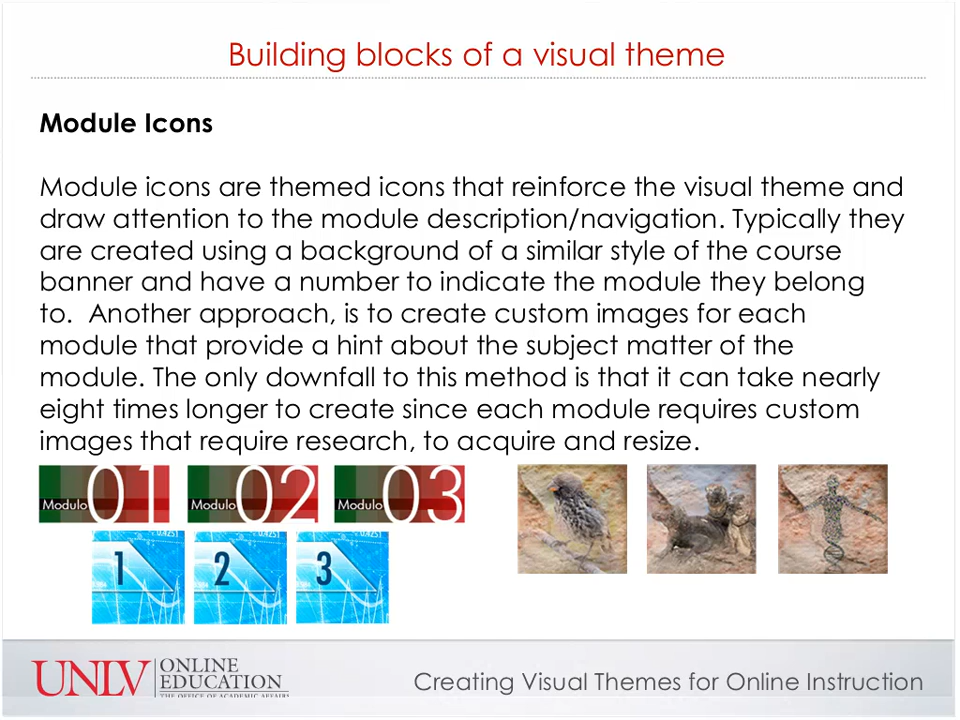 Building blocks of a visual theme
Module Icons
Module icons are themed icons that reinforce the visual theme and
draw attention to the module description/navigation. Typically they
are created using a background of a similar style of the course
banner and have a number to indicate the module they belong
to.  Another approach, is to create custom images for each
module that provide a hint about the subject matter of the
module. The only downfall to this method is that it can take nearly
eight times longer to create since each module requires custom
images that require research, to acquire and resize.
Modulo 01
Modulo 02
Modulo 03
1
2
3
UNLV
ONLINE
EDUCATION
THE OFFICE OF ACADEMIC AFFAIRS
Creating Visual Themes for Online Instruction